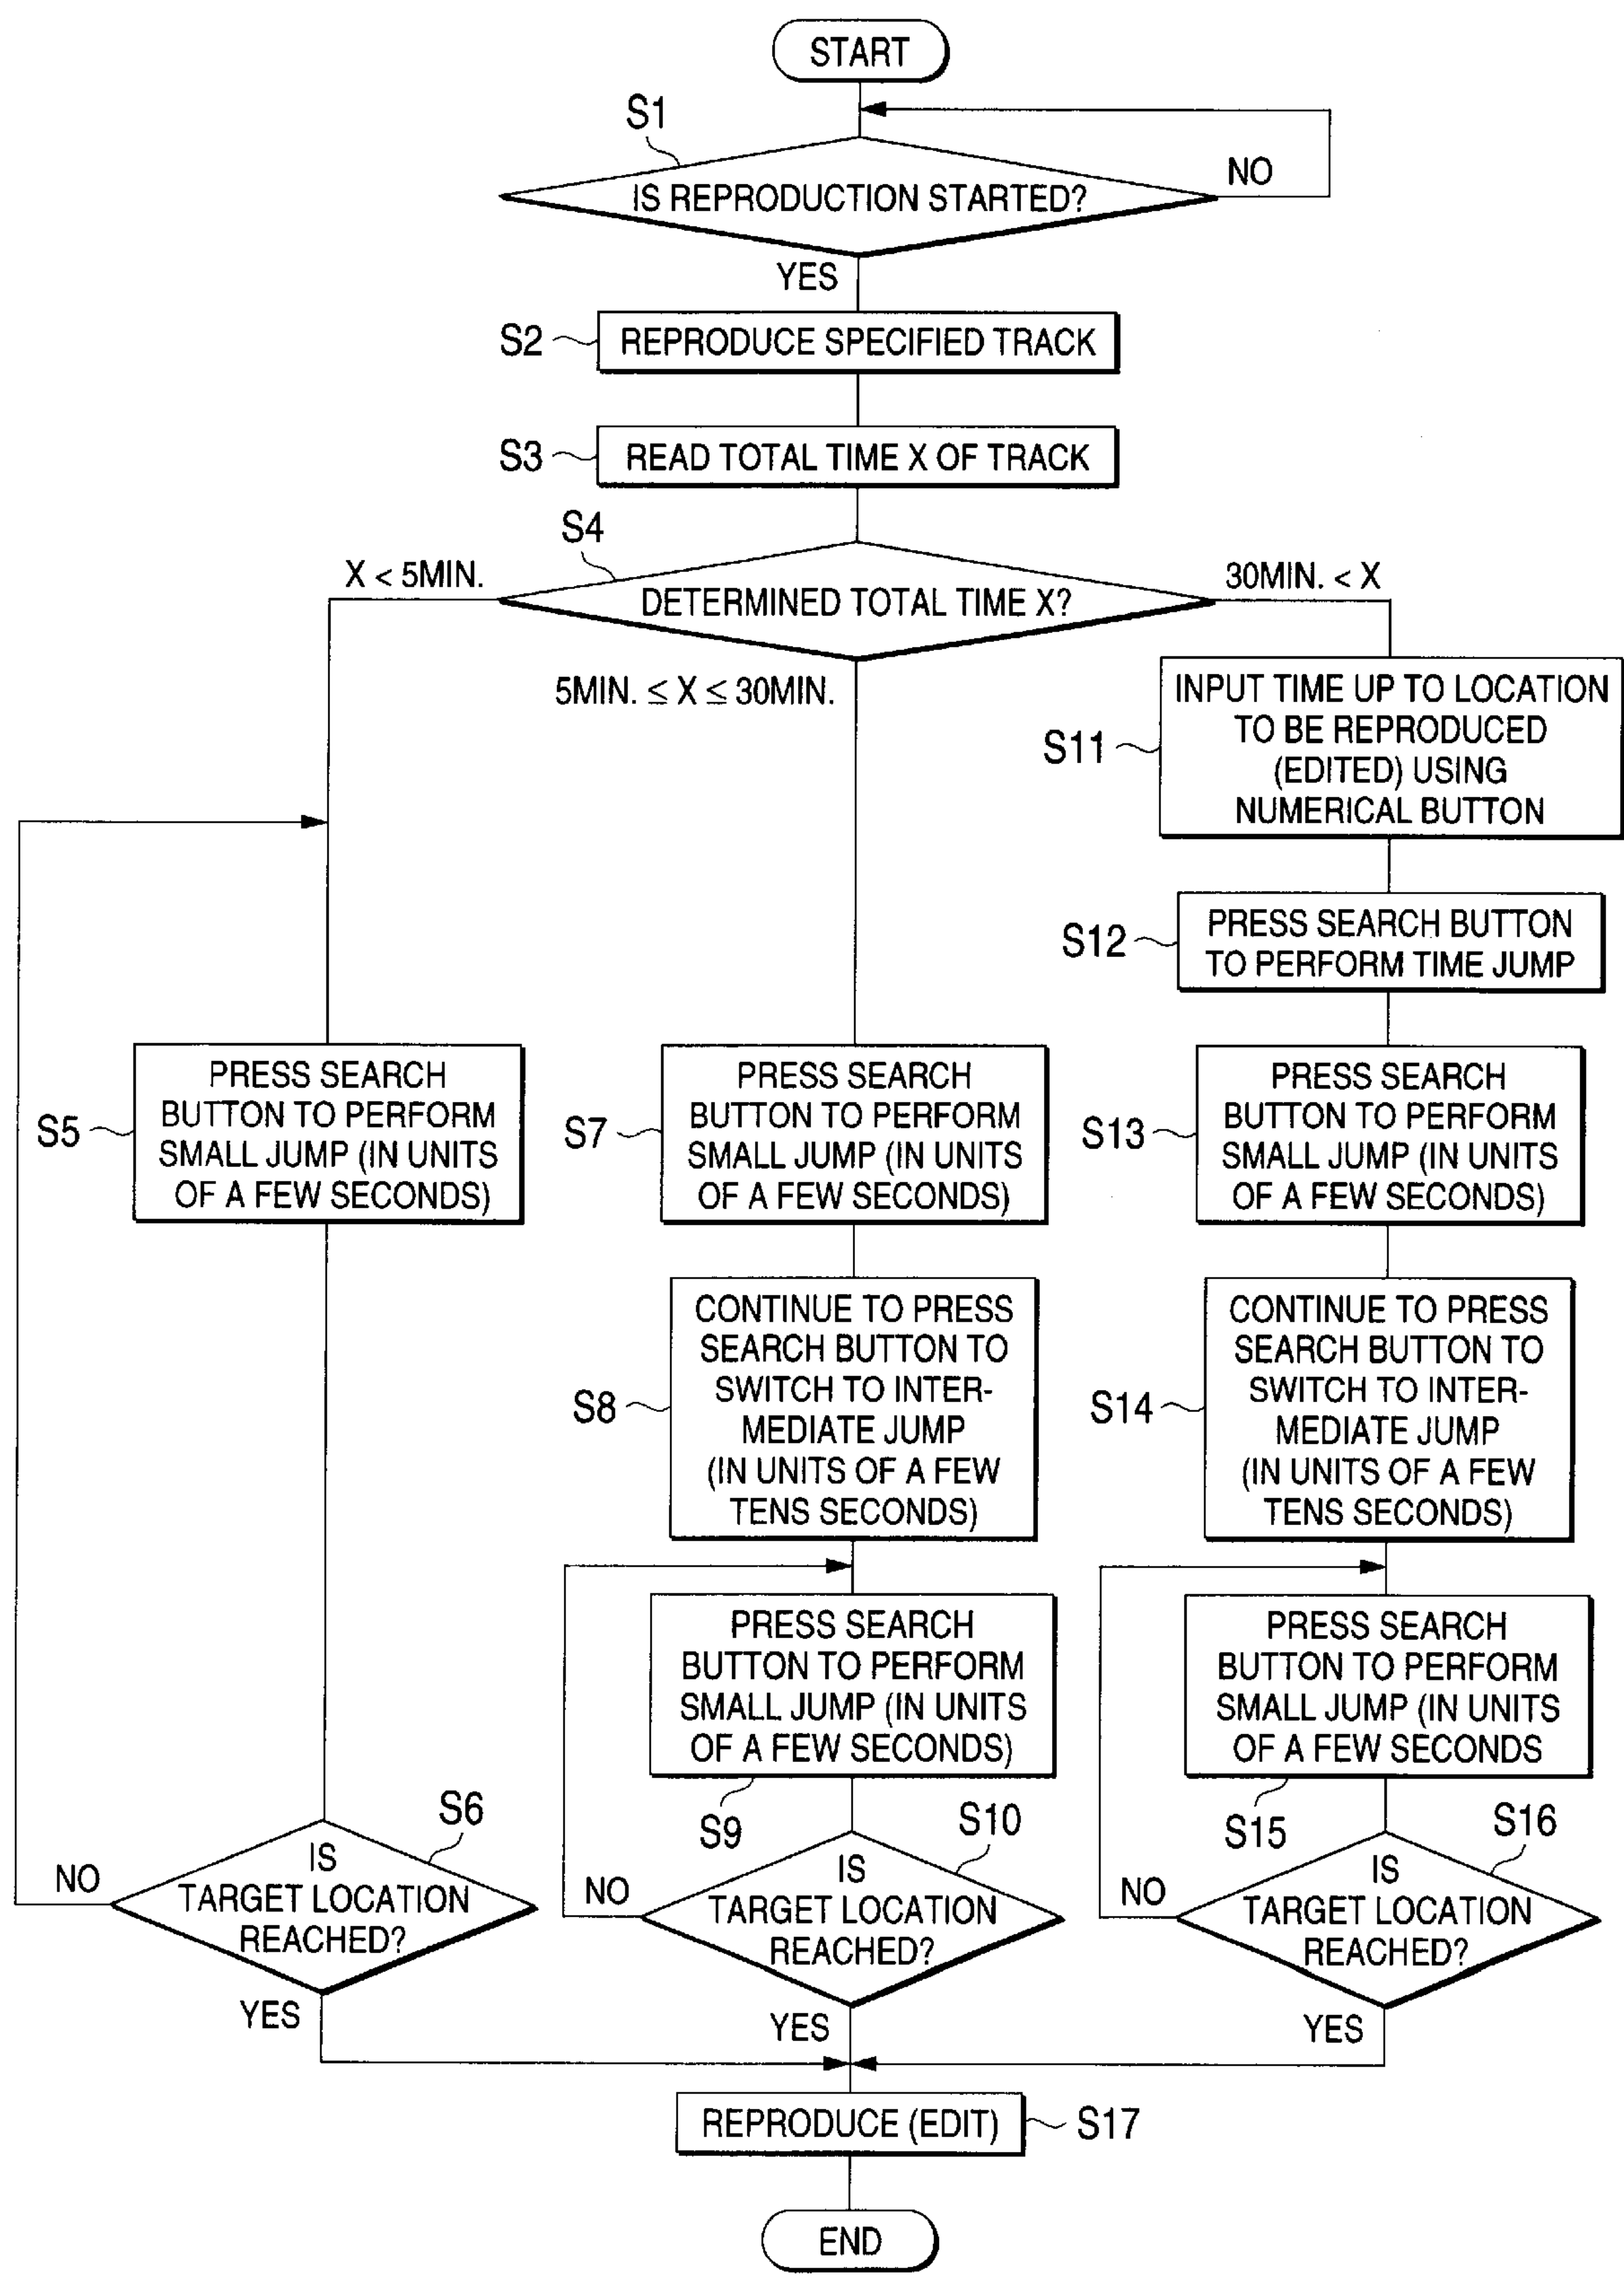 START
S1
NO
IS REPRODUCTION STARTED?
YES
S2
REPRODUCE SPECIFIED TRACK
S3
READ TOTAL TIME X OF TRACK
S4
X < 5MIN.
30MIN. < X
DETERMINED TOTAL TIME X?
5MIN. ≦ X ≦ 30MIN.
S11
INPUT TIME UP TO LOCATION
TO BE REPRODUCED
(EDITED) USING
NUMERICAL BUTTON
S12
PRESS SEARCH BUTTON
TO PERFORM TIME JUMP
S5
PRESS SEARCH
BUTTON TO PERFORM
SMALL JUMP (IN UNITS
OF A FEW SECONDS)
S7
PRESS SEARCH
BUTTON TO PERFORM
SMALL JUMP (IN UNITS
OF A FEW SECONDS)
S13
PRESS SEARCH
BUTTON TO PERFORM
SMALL JUMP (IN UNITS
OF A FEW SECONDS)
S8
CONTINUE TO PRESS
SEARCH BUTTON TO
SWITCH TO INTER-
MEDIATE JUMP
(IN UNITS OF A FEW
TENS SECONDS)
S14
CONTINUE TO PRESS
SEARCH BUTTON TO
SWITCH TO INTER-
MEDIATE JUMP
(IN UNITS OF A FEW
TENS SECONDS)
PRESS SEARCH
BUTTON TO PERFORM
SMALL JUMP (IN UNITS
OF A FEW SECONDS)
S9
PRESS SEARCH
BUTTON TO PERFORM
SMALL JUMP (IN UNITS
OF A FEW SECONDS
S15
S6
NO
IS
TARGET LOCATION
REACHED?
YES
S10
NO
IS
TARGET LOCATION
REACHED?
YES
S16
NO
IS
TARGET LOCATION
REACHED?
YES
REPRODUCE (EDIT)
S17
END